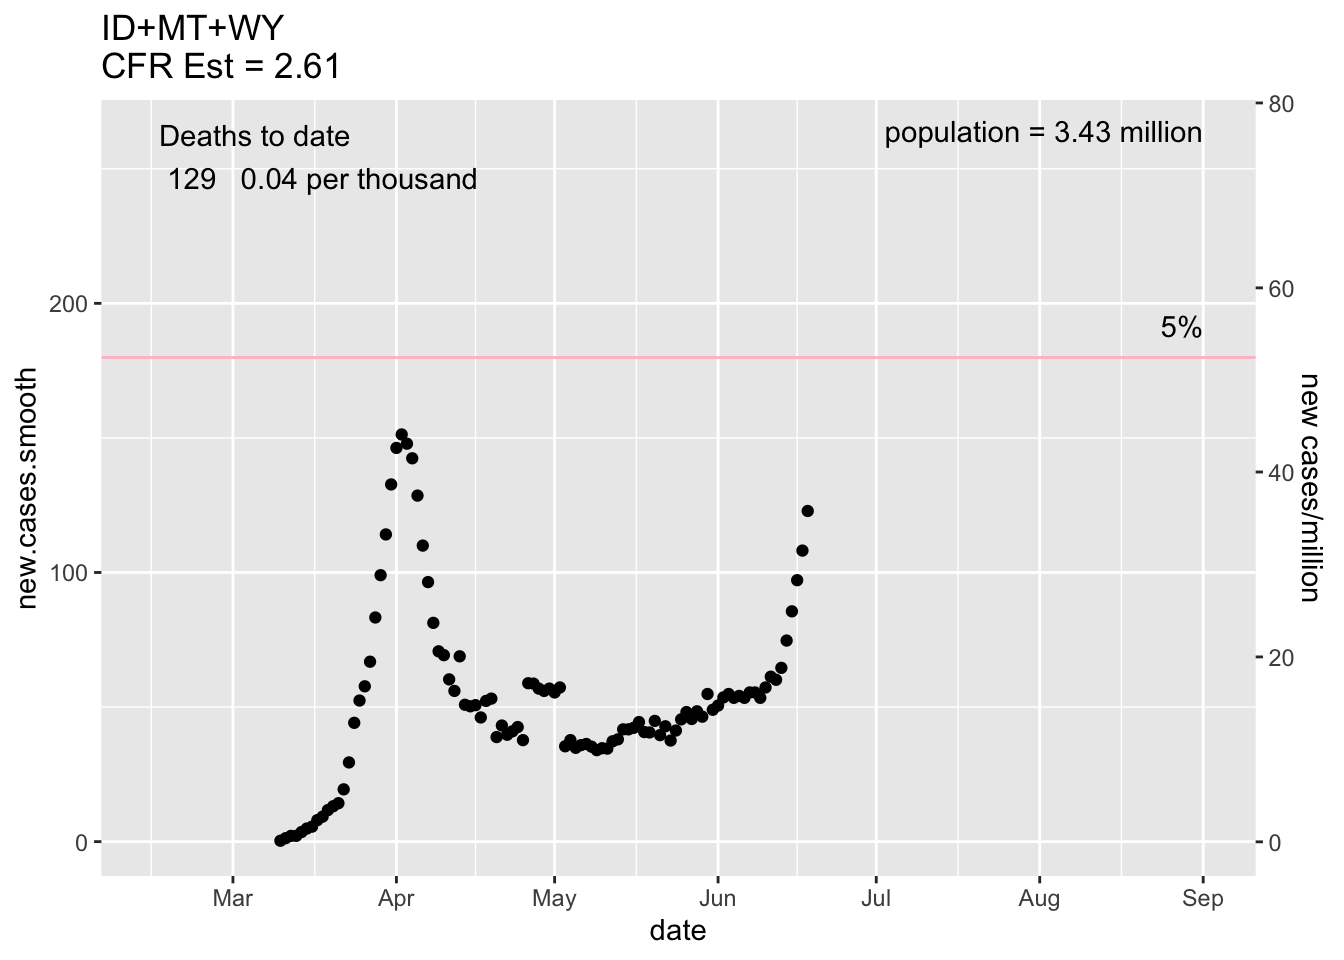 ID+MT+WY
CFR Est = 2.61
Deaths to date
129 0.04 per thousand
population = 3.43 million
5%
new.cases.smooth
200
100
0
new cases/million
80
60
40
20
0
Mar Apr May Jun Jul Aug Sep
date